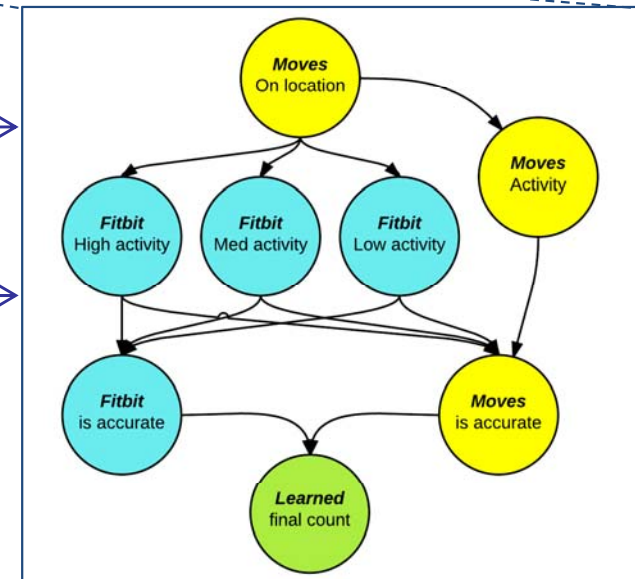 Moves
On location
Moves
Activity
Fitbit
High activity
Fitbit
Med activity
Fitbit
Low activity
Fitbit
is accurate
Moves
is accurate
Learned
final count